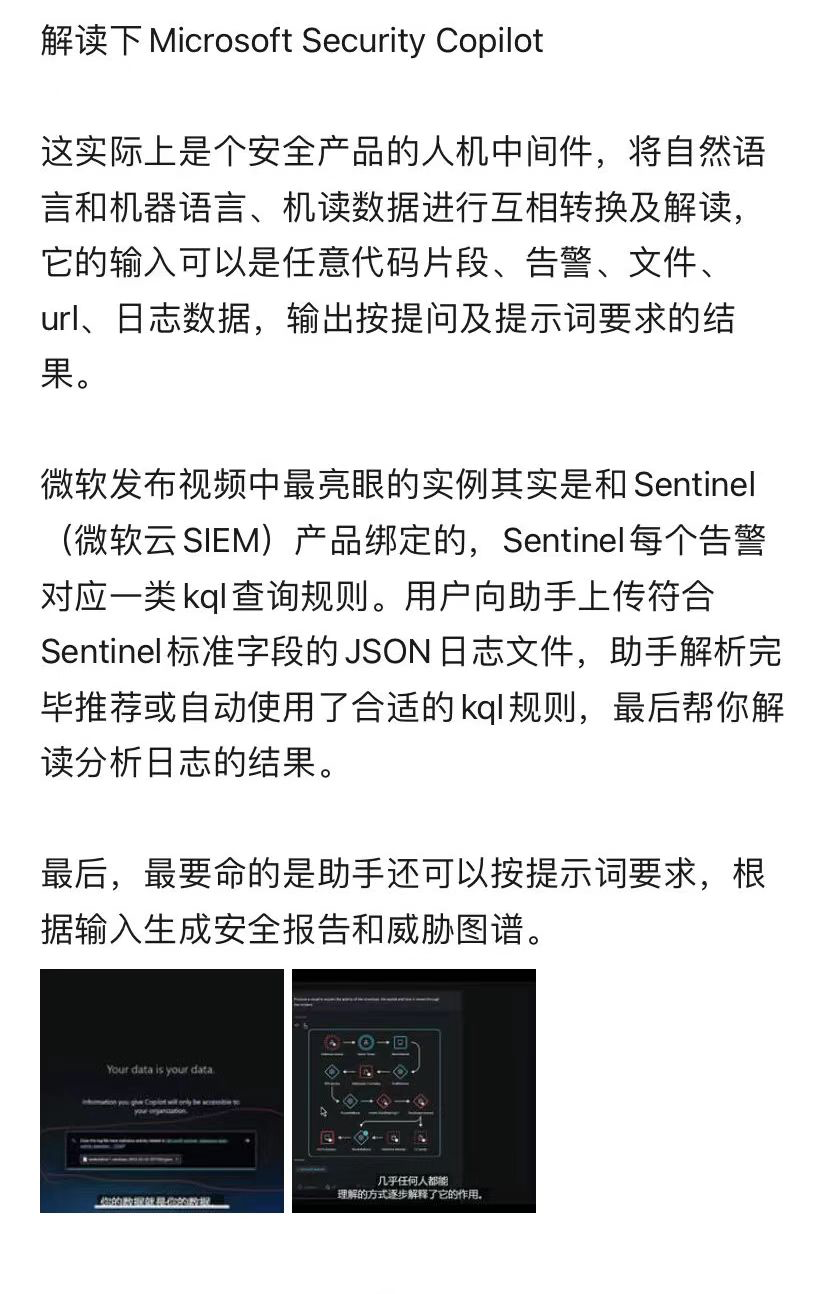 解读下Microsoft Security Copilot
这实际上是个安全产品的人机中间件，将自然语
言和机器语言、机读数据进行互相转换及解读，
它的输入可以是任意代码片段、告警、文件、
url、日志数据，输出按提问及提示词要求的结
果。
微软发布视频中最亮眼的实例其实是和Sentinel
（微软云SIEM）产品绑定的，Sentinel每个告警
对应一类kql查询规则。用户向助手上传符合
Sentinel标准字段的JSON日志文件，助手解析完
毕推荐或自动使用了合适的kql规则，最后帮你解
读分析日志的结果。
最后，最要命的是助手还可以按提示词要求，根
据输入生成安全报告和威胁图谱。
Your data is your data.
Information you give Copilot will only be accessible to
your organization.
你的数据就是你的数据
几乎任何人都能
理解的方式逐步解释了它的作用。